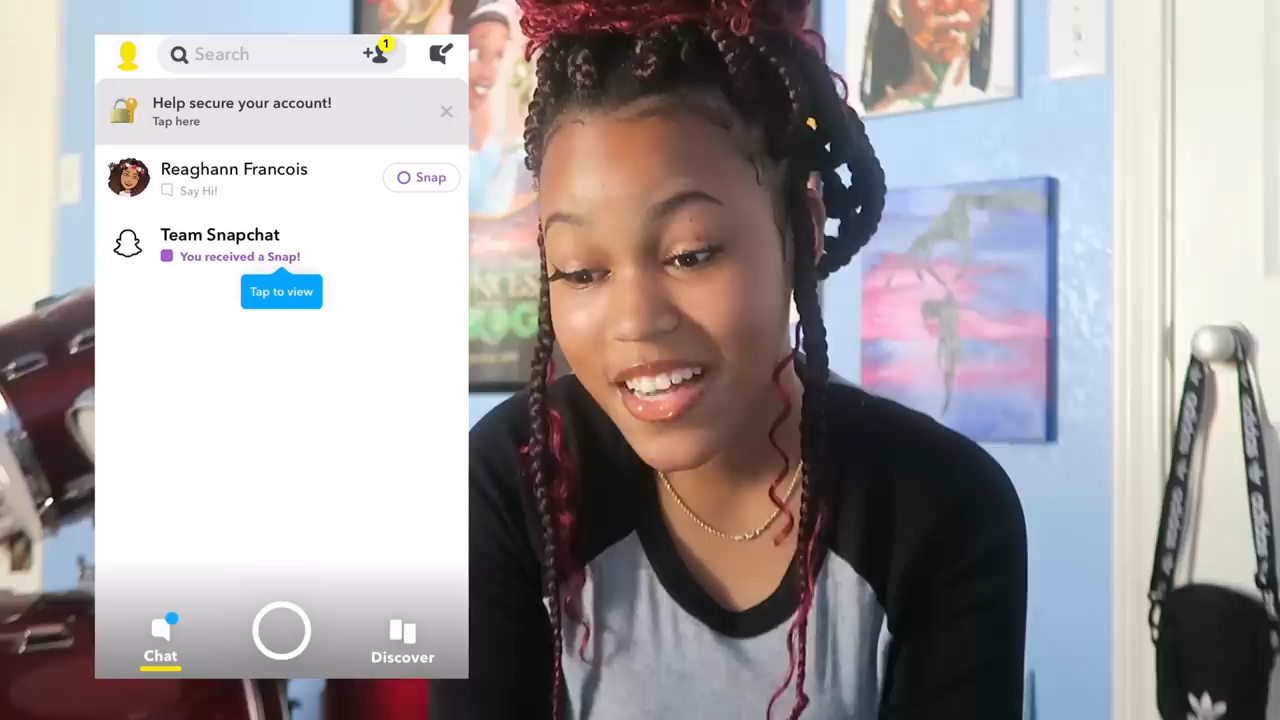 Search
1
Help secure your account!
Tap here
Reaghann Francois
Say Hi!
Snap
Team Snapchat
You received a Snap!
Tap to view
Chat
Discover